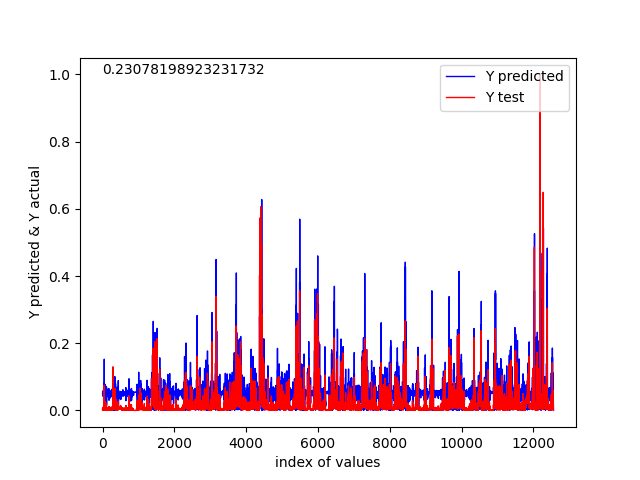 0.23078198923231732
Y predicted
Y test
1.0
0.8
0.6
0.4
0.2
0.0
Y predicted & Y actual
0 2000 4000 6000 8000 10000 12000
index of values